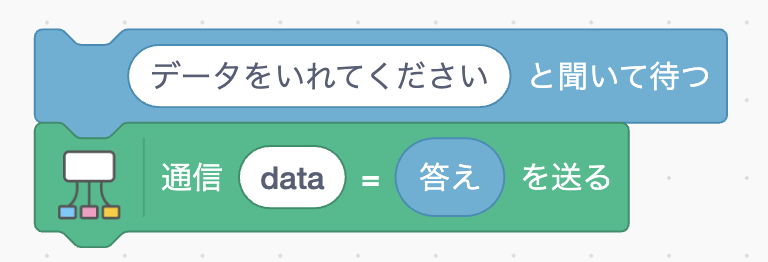 データをいれてください と聞いて待つ
通信 data = 答え を送る